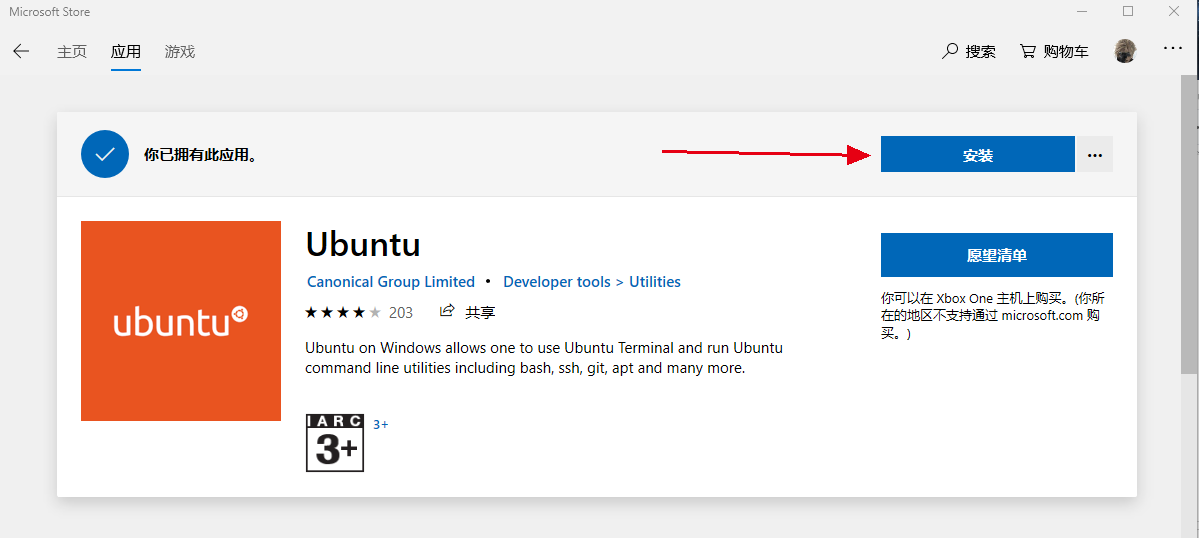 Microsoft Store
主页 应用 游戏 搜索 购物车 ...
你已拥有此应用。 安装 ...
ubuntu
Ubuntu
Canonical Group Limited • Developer tools > Utilities
203 共享
Ubuntu on Windows allows one to use Ubuntu Terminal and run Ubuntu
command line utilities including bash, ssh, git, apt and many more.
IARC
3+
3+
愿望清单
你可以在 Xbox One 主机上购买。(你所
在的地区不支持通过 microsoft.com 购
买。)